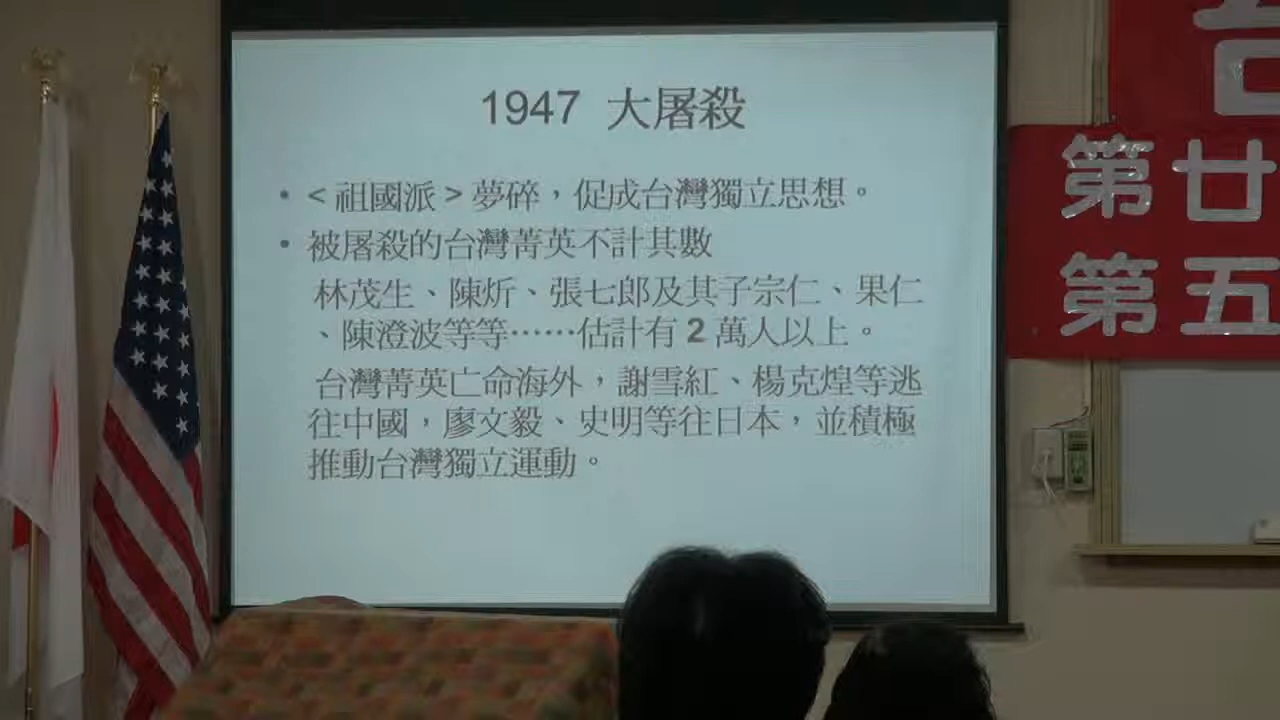 1947 大屠殺
• < 祖國派 > 夢碎，促成台灣獨立思想。
• 被屠殺的台灣菁英不計其數
林茂生、陳炘、張七郎及其子宗仁、果仁
、陳澄波等等⋯⋯估計有 2 萬人以上。
台灣菁英亡命海外，謝雪紅、楊克煌等逃
往中國，廖文毅、史明等往日本，並積極
推動台灣獨立運動。
第廿
第五